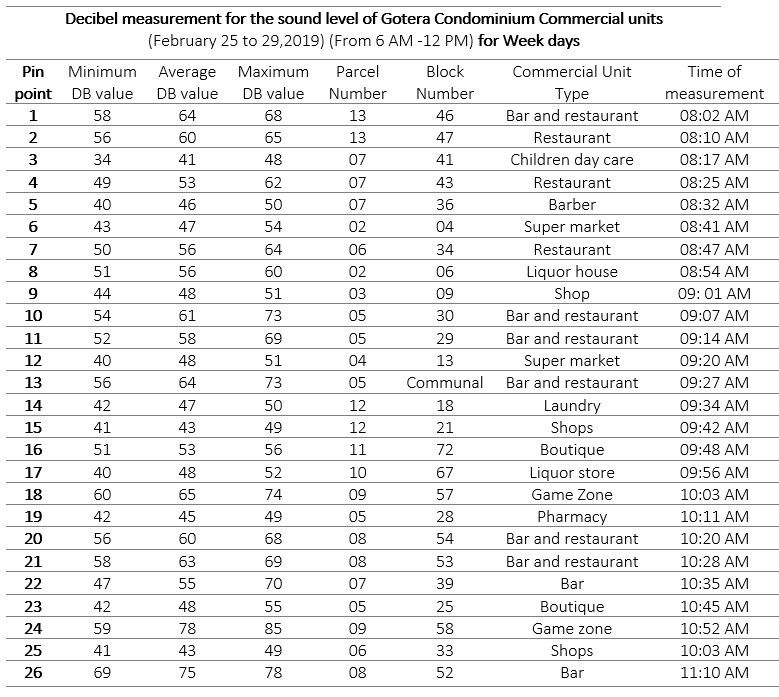 Decibel measurement for the sound level of Gotera Condominium Commercial units
(February 25 to 29,2019) (From 6 AM -12 PM) for Week days
Pin Minimum Average Maximum Parcel Block Commercial Unit Time of
point DB value DB value DB value Number Number Type measurement
1 58 64 68 13 46 Bar and restaurant 08:02 AM
2 56 60 65 13 47 Restaurant 08:10 AM
3 34 41 48 07 41 Children day care 08:17 AM
4 49 53 62 07 43 Restaurant 08:25 AM
5 40 46 50 07 36 Barber 08:32 AM
6 43 47 54 02 04 Super market 08:41 AM
7 50 56 64 06 34 Restaurant 08:47 AM
8 51 56 60 02 06 Liquor house 08:54 AM
9 44 48 51 03 09 Shop 09: 01 AM
10 54 61 73 05 30 Bar and restaurant 09:07 AM
11 52 58 69 05 29 Bar and restaurant 09:14 AM
12 40 48 51 04 13 Super market 09:20 AM
13 56 64 73 05 Communal Bar and restaurant 09:27 AM
14 42 47 50 12 18 Laundry 09:34 AM
15 41 43 49 12 21 Shops 09:42 AM
16 51 53 56 11 72 Boutique 09:48 AM
17 40 48 52 10 67 Liquor store 09:56 AM
18 60 65 74 09 57 Game Zone 10:03 AM
19 42 45 49 05 28 Pharmacy 10:11 AM
20 56 60 68 08 54 Bar and restaurant 10:20 AM
21 58 63 69 08 53 Bar and restaurant 10:28 AM
22 47 55 70 07 39 Bar 10:35 AM
23 42 48 55 05 25 Boutique 10:45 AM
24 59 78 85 09 58 Game zone 10:52 AM
25 41 43 49 06 33 Shops 10:03 AM
26 69 75 78 08 52 Bar 11:10 AM